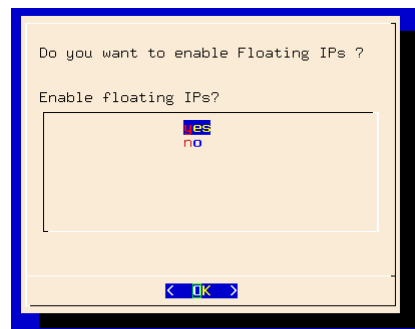 Do you want to enable Floating IPs ?
Enable floating IPs?
yes
no
< OK >